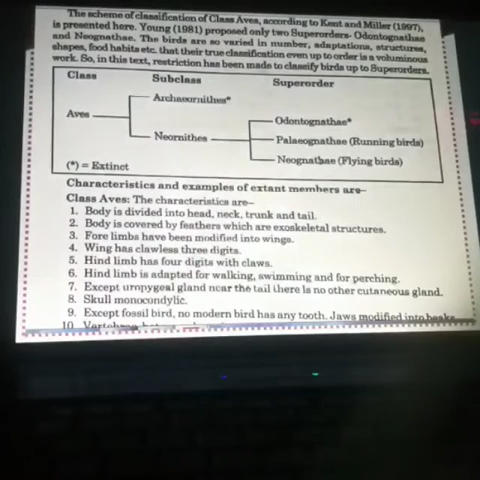 The scheme of classification of Class Aves, according to Kent and Miller (1997),
is presented here. Young (1981) proposed only two Superorders- Odontognathae
and Neognathae. The birds are so varied in number, adaptations, structures,
shapes, food habits etc. that their true classification even up to order is a voluminous
work. So, in this text, restriction has been made to classify birds up to Superorders.
Class Subclass Superorder
Archaeornithes*
Aves
Odontognathae*
Neornithes
Palaeognathae (Running birds)
Neognathae (Flying birds)
(*) = Extinct
Characteristics and examples of extant members are–
Class Aves: The characteristics are–
1. Body is divided into head, neck, trunk and tail.
2. Body is covered by feathers which are exoskeletal structures.
3. Fore limbs have been modified into wings.
4. Wing has clawless three digits.
5. Hind limb has four digits with claws.
6. Hind limb is adapted for walking, swimming and for perching.
7. Except uropygeal gland near the tail there is no other cutaneous gland.
8. Skull monocondylic.
9. Except fossil bird, no modern bird has any tooth. Jaws modified into beaks
10.